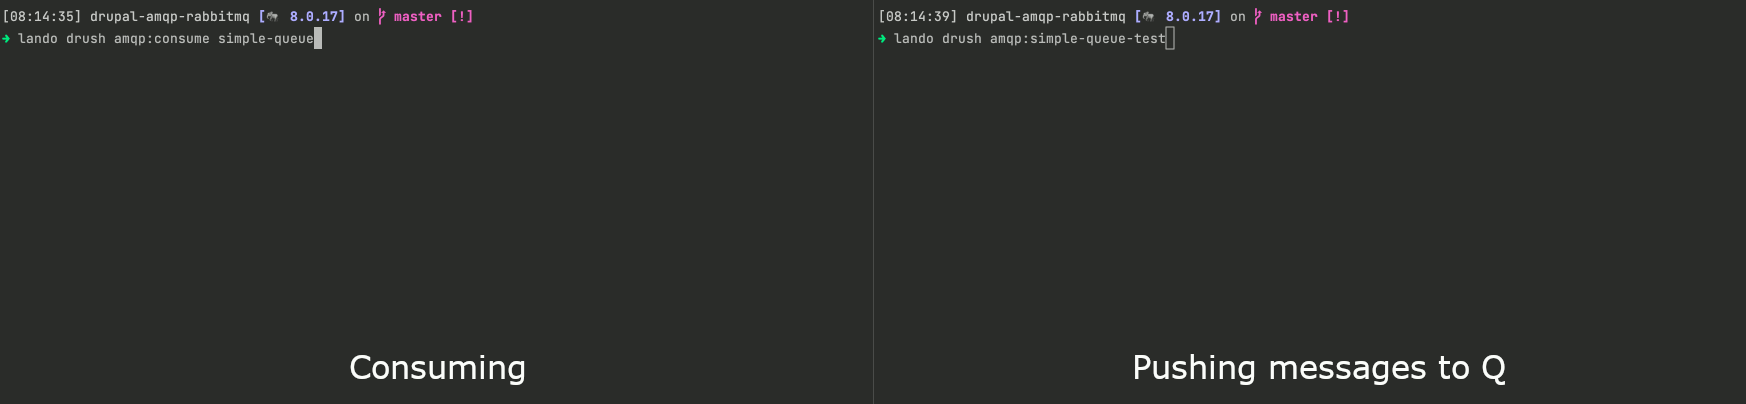 [08:14:35] drupal-amqp-rabbitmq [🐘 8.0.17] on master [!]
➜ lando drush amqp:consume simple-queue
Consuming
[08:14:39] drupal-amqp-rabbitmq [🐘 8.0.17] on master [!]
➜ lando drush amqp:simple-queue-test
Pushing messages to Q